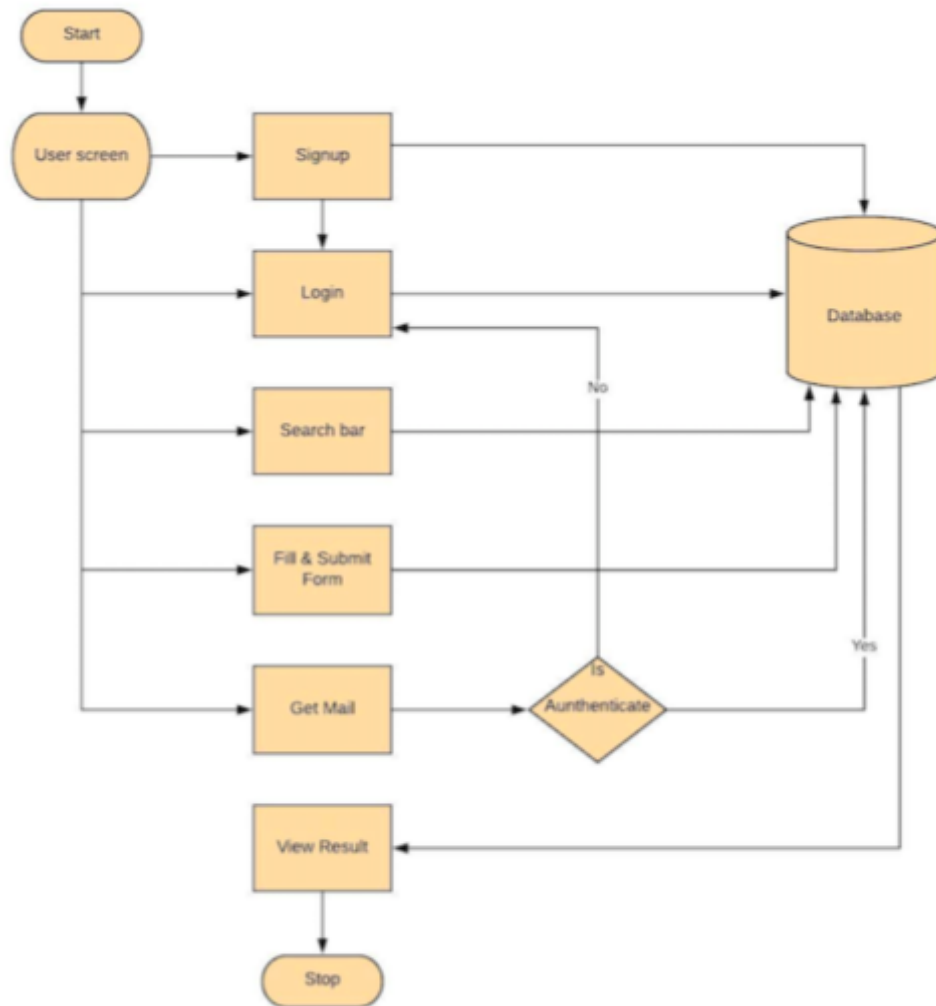 Start
User screen
Signup
Login
Database
No
Search bar
Fill & Submit
Form
Yes
Is
Aunthenticate
Get Mail
View Result
Stop